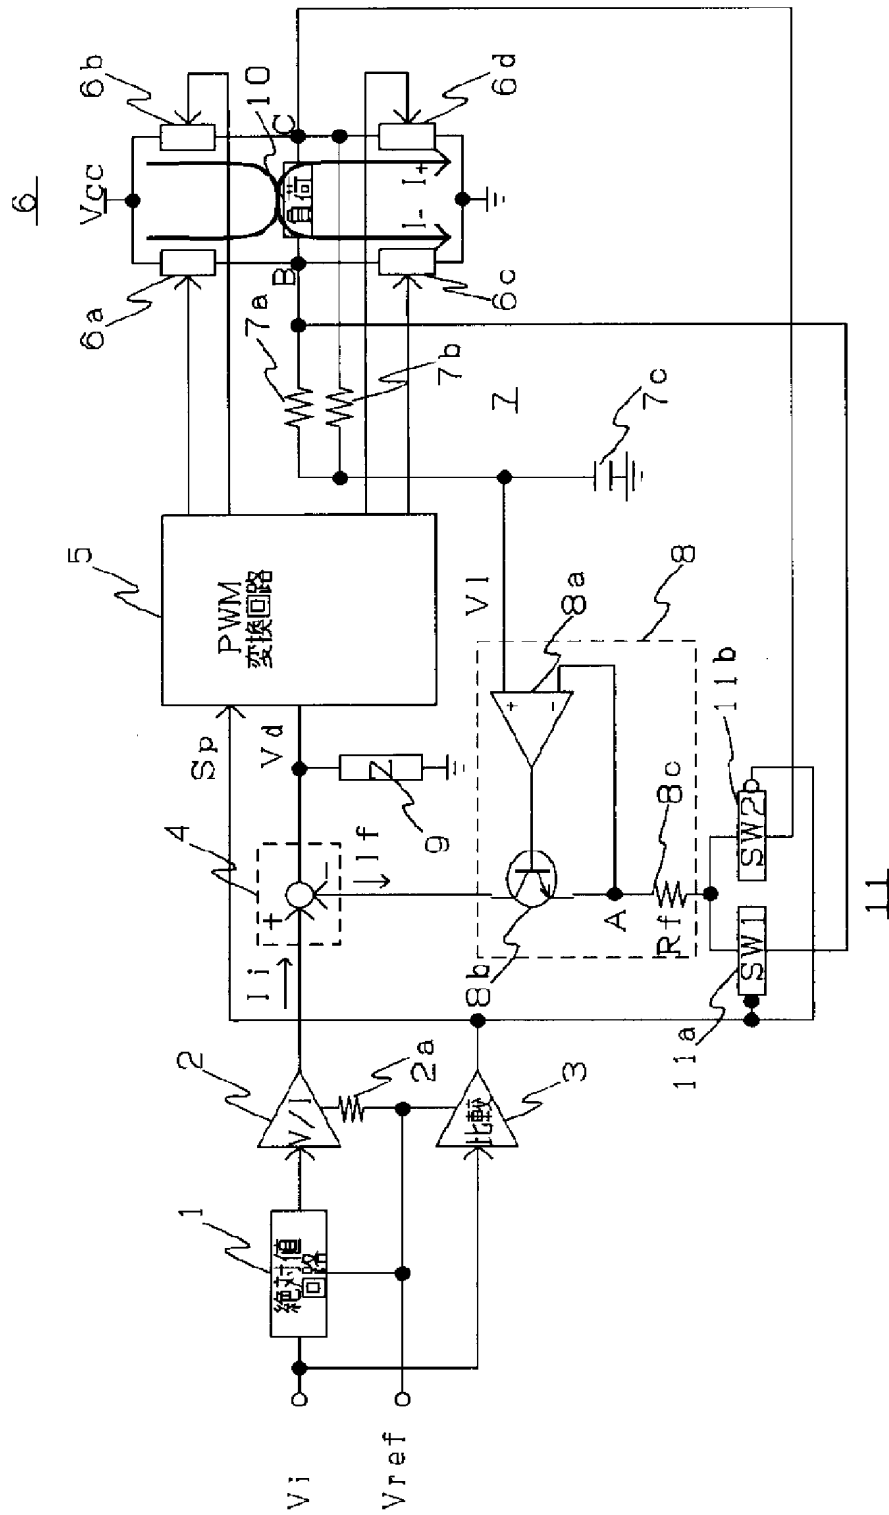 6
Vcc
6a
6b
10
B
C
負荷
I-
I+
6c
6d
7a
7b
7
7c
5
PWM
変換回路
Sp
Vd
Z
9
4
+
-
Ii
If
Vl
8
8a
+
-
8b
8c
A
Rf
11a
SW1
11b
SW2
11
2
V/I
2a
3
比較
1
絶対値
回路
Vi
Vref